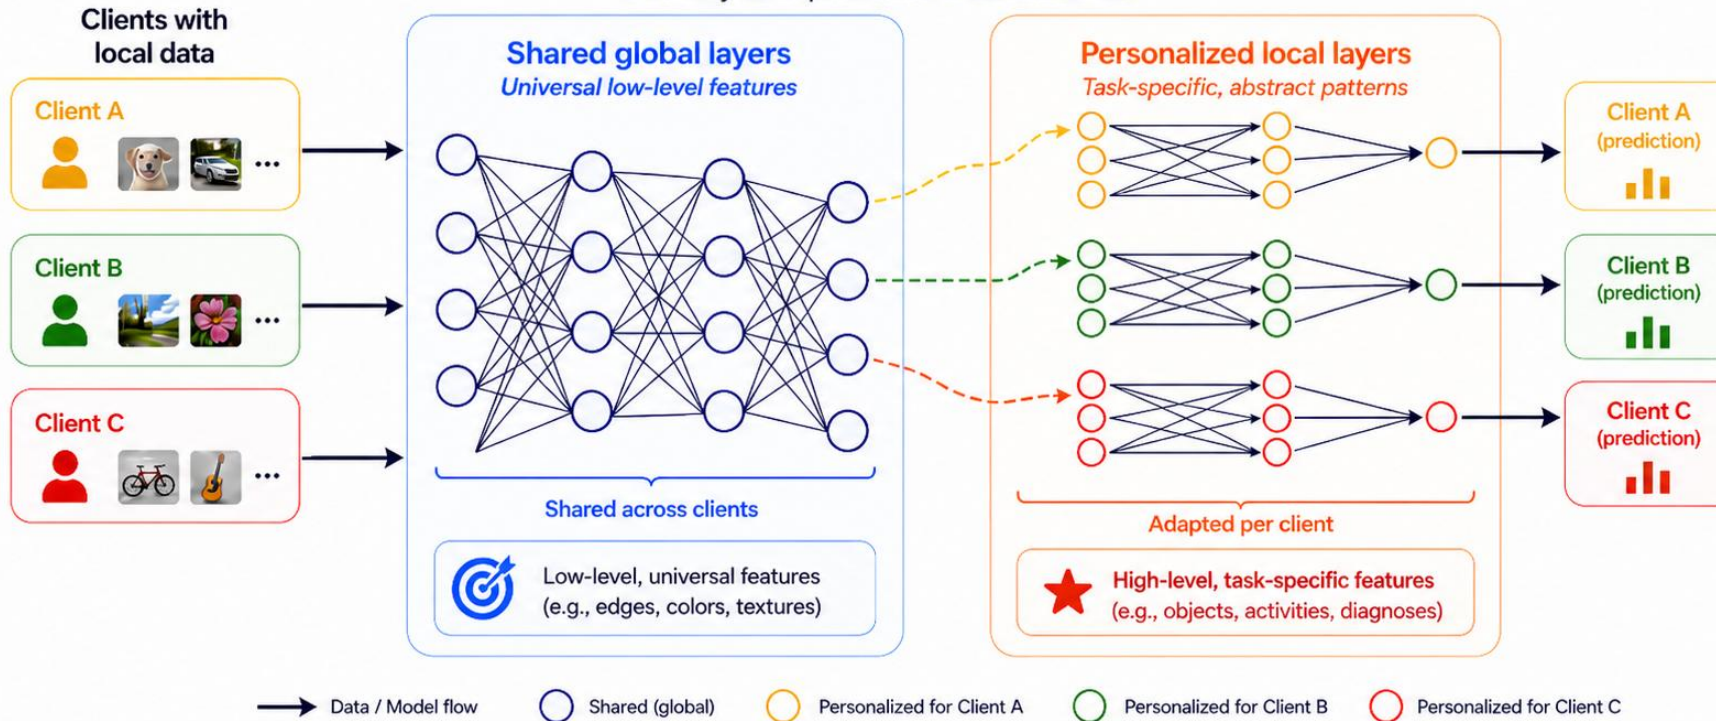 Clients with
local data
Client A
...
Client B
...
Client C
...
Shared global layers
Universal low-level features
Shared across clients
Low-level, universal features
(e.g., edges, colors, textures)
Personalized local layers
Task-specific, abstract patterns
Adapted per client
High-level, task-specific features
(e.g., objects, activities, diagnoses)
Client A
(prediction)
Client B
(prediction)
Client C
(prediction)
Data / Model flow
Shared (global)
Personalized for Client A
Personalized for Client B
Personalized for Client C